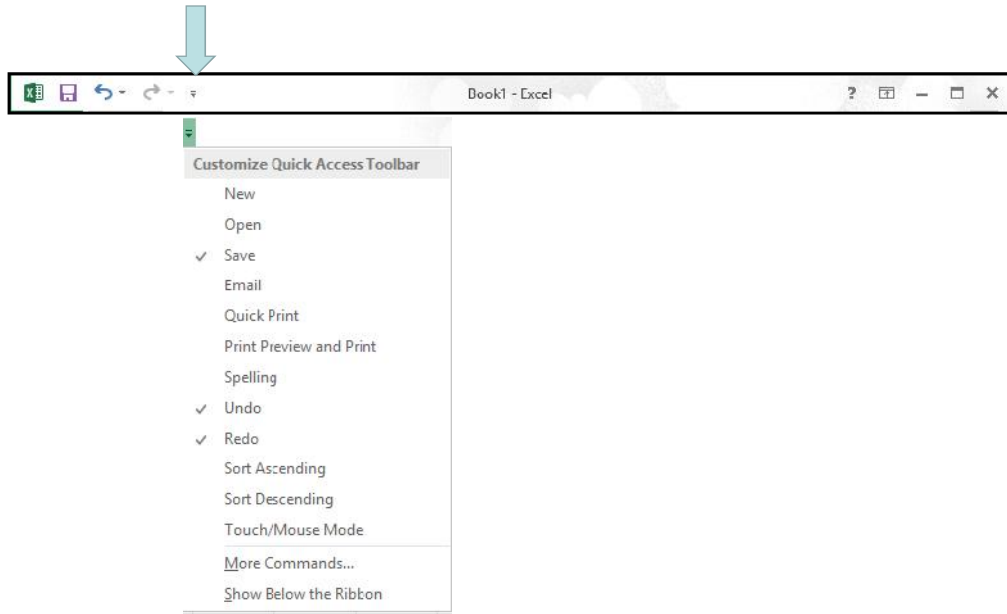 Book1 - Excel ?
Customize Quick Access Toolbar
New
Open
Save
Email
Quick Print
Print Preview and Print
Spelling
Undo
Redo
Sort Ascending
Sort Descending
Touch/Mouse Mode
More Commands...
Show Below the Ribbon